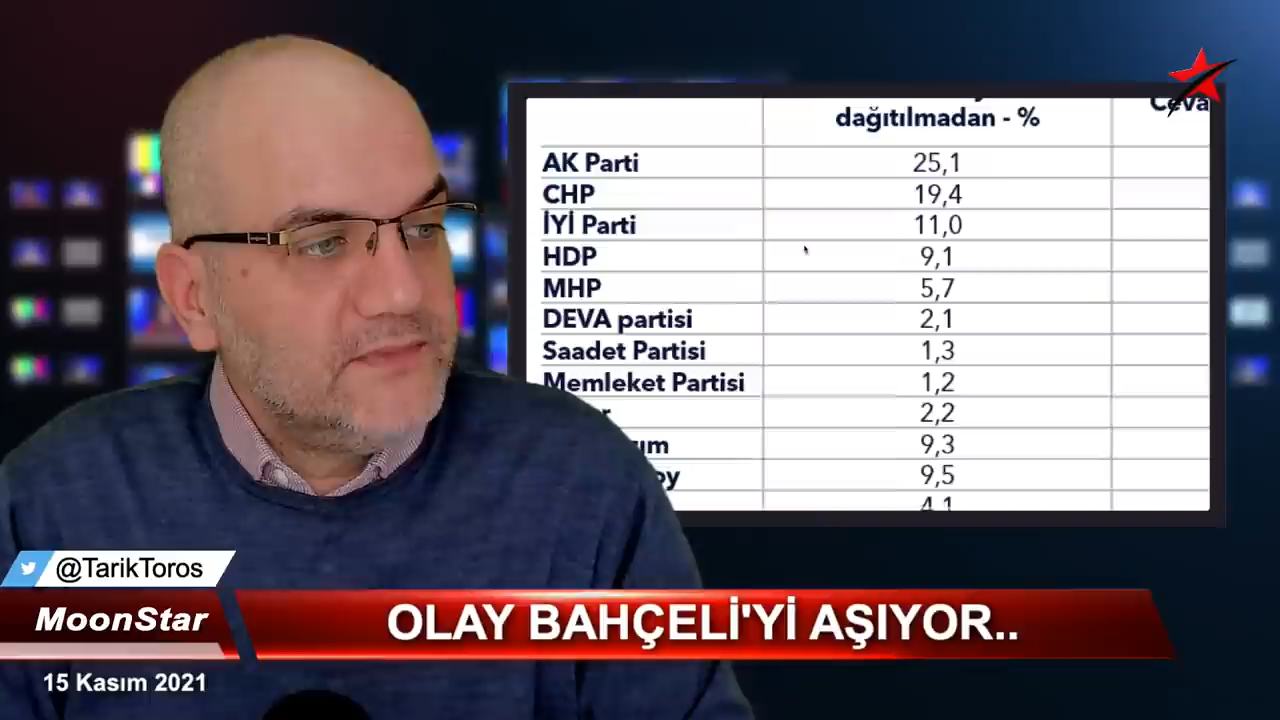 dağıtılmadan - %
AK Parti 25,1
CHP 19,4
İYİ Parti 11,0
HDP 9,1
MHP 5,7
DEVA partisi 2,1
Saadet Partisi 1,3
Memleket Partisi 1,2
2,2
9,3
9,5
4,1
@TarikToros
MoonStar
OLAY BAHÇELİ'Yİ AŞIYOR..
15 Kasım 2021